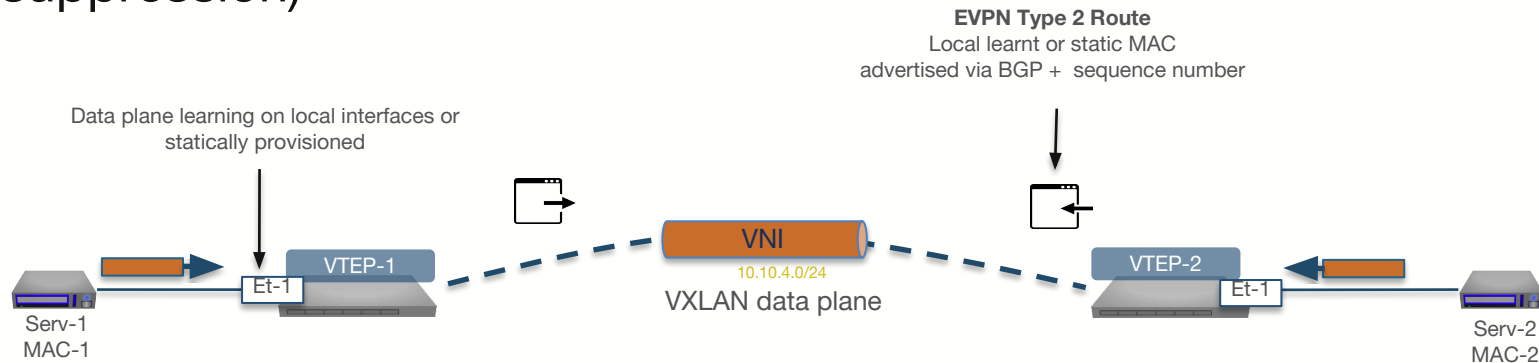 suppression)
EVPN Type 2 Route
Local learnt or static MAC
advertised via BGP + sequence number
Data plane learning on local interfaces or
statically provisioned
VNI
VTEP-1
VTEP-2
10.10.4.0/24
Et-1
Et-1
VXLAN data plane
Serv-1
MAC-1
Serv-2
MAC-2